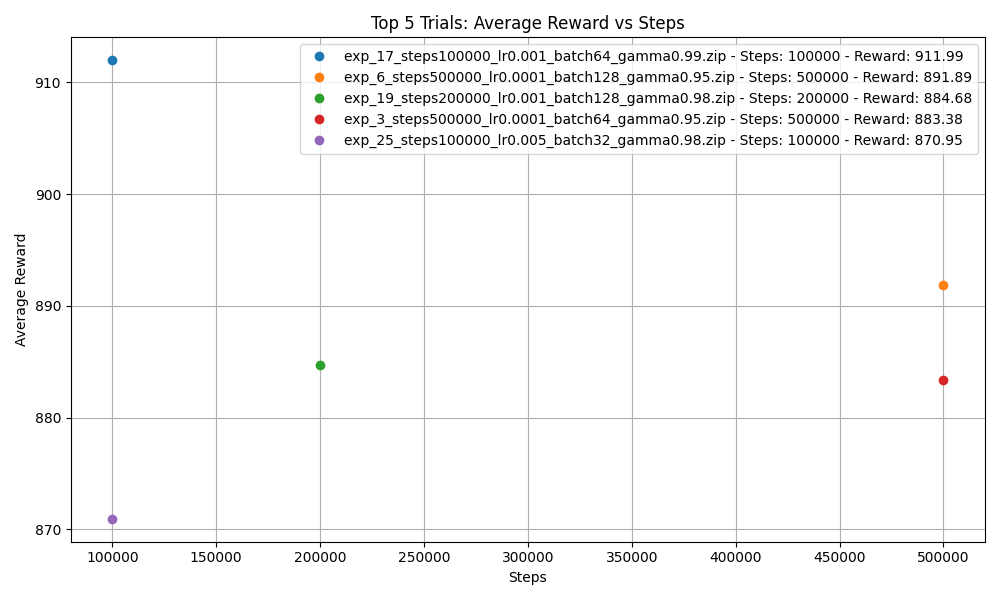 Top 5 Trials: Average Reward vs Steps
exp_17_steps100000_lr0.001_batch64_gamma0.99.zip - Steps: 100000 - Reward: 911.99
exp_6_steps500000_lr0.0001_batch128_gamma0.95.zip - Steps: 500000 - Reward: 891.89
exp_19_steps200000_lr0.001_batch128_gamma0.98.zip - Steps: 200000 - Reward: 884.68
exp_3_steps500000_lr0.0001_batch64_gamma0.95.zip - Steps: 500000 - Reward: 883.38
exp_25_steps100000_lr0.005_batch32_gamma0.98.zip - Steps: 100000 - Reward: 870.95
Average Reward
910
900
890
880
870
100000 150000 200000 250000 300000 350000 400000 450000 500000
Steps